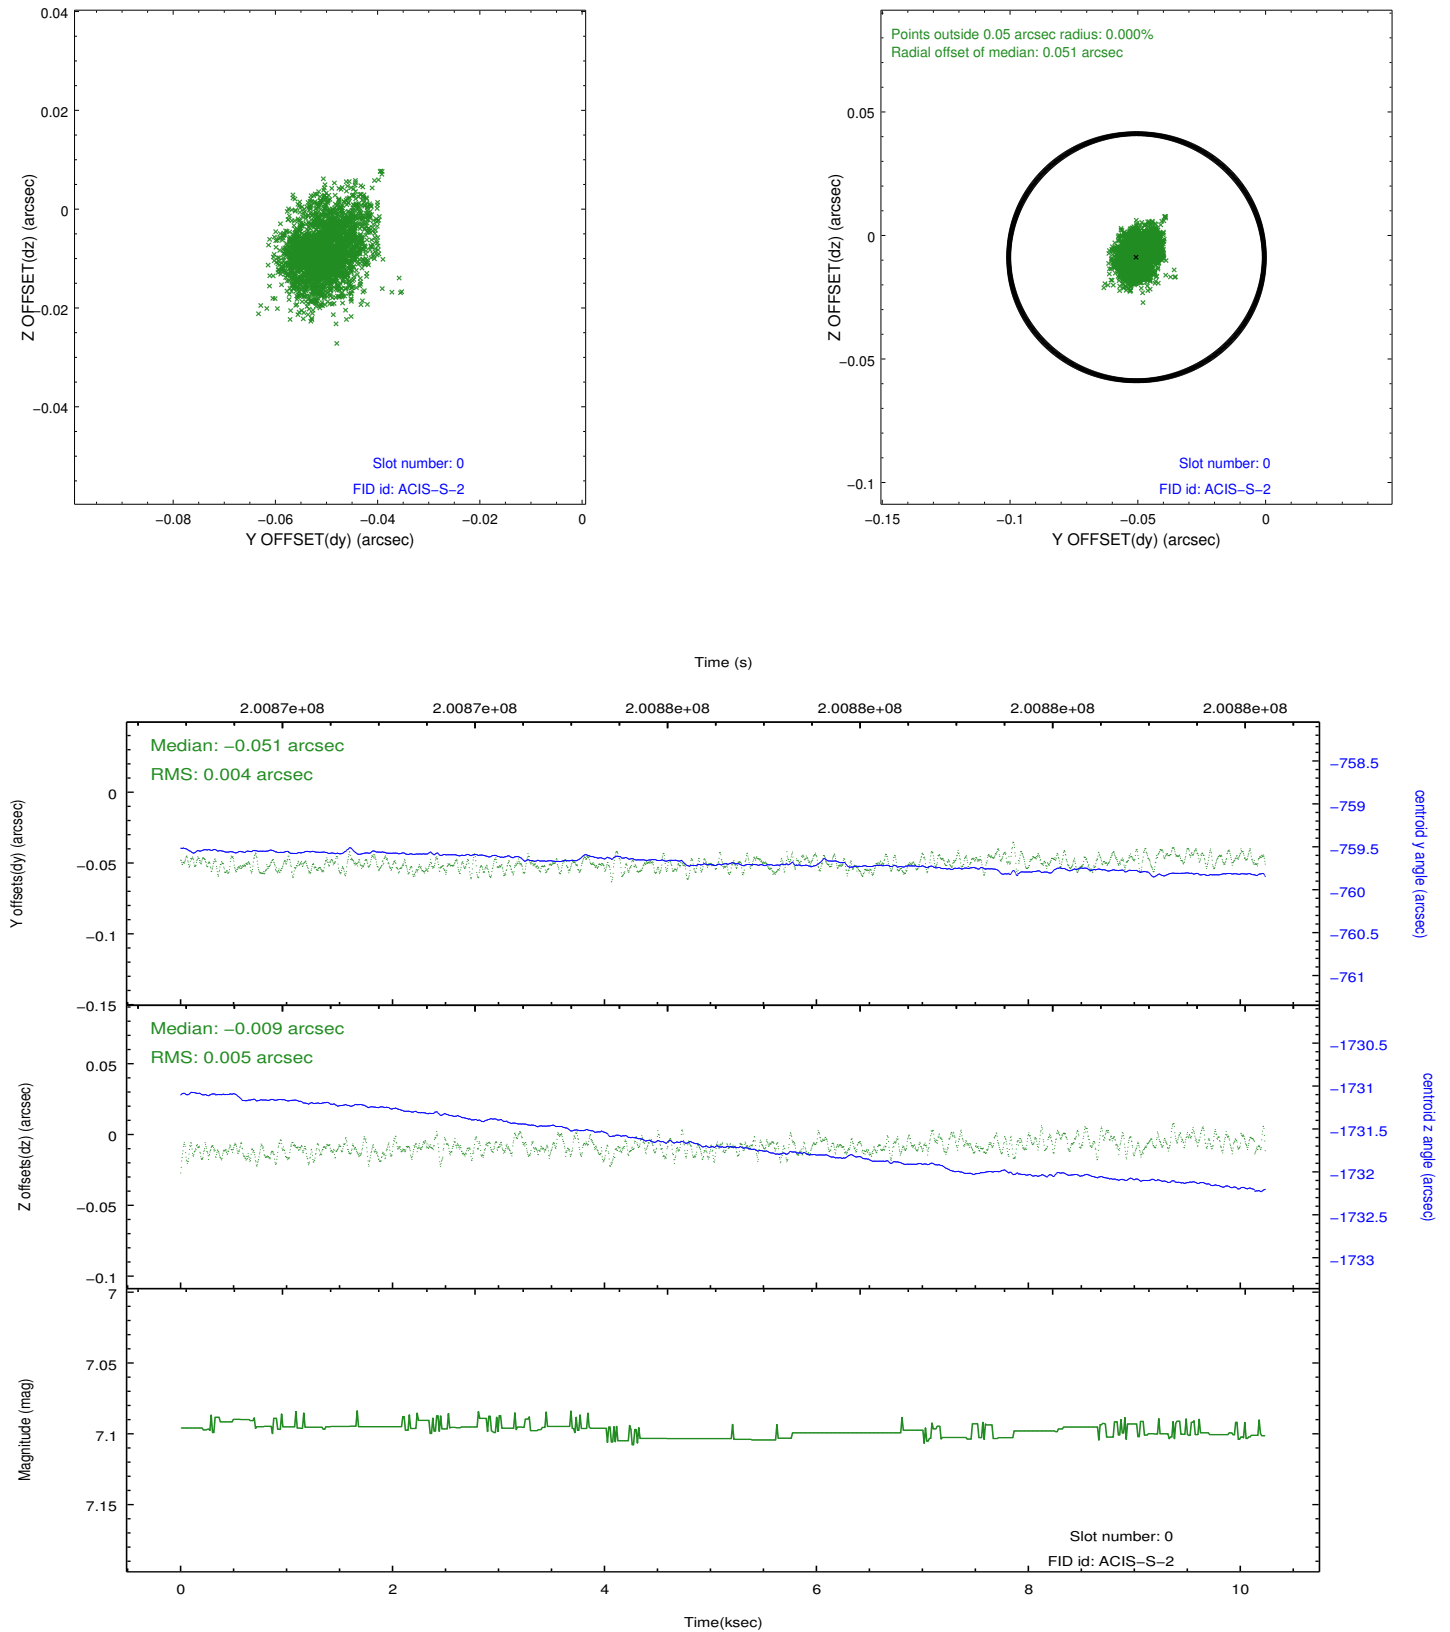 0.04
0.02
0
−0.02
−0.04
Z OFFSET(dz) (arcsec)
Slot number: 0
FID id: ACIS−S−2
−0.08
−0.06
−0.04
−0.02
0
Y OFFSET(dy) (arcsec)
Points outside 0.05 arcsec radius: 0.000%
Radial offset of median: 0.051 arcsec
0.05
0
−0.05
−0.1
Z OFFSET(dz) (arcsec)
Slot number: 0
FID id: ACIS−S−2
−0.15
−0.1
−0.05
0
Y OFFSET(dy) (arcsec)
Time (s)
2.0087e+08
2.0087e+08
2.0088e+08
2.0088e+08
2.0088e+08
2.0088e+08
Median: −0.051 arcsec
RMS: 0.004 arcsec
0
−0.05
−0.1
−0.15
Y offsets(dy) (arcsec)
−758.5
−759
−759.5
−760
−760.5
−761
centroid y angle (arcsec)
Median: −0.009 arcsec
RMS: 0.005 arcsec
0.05
0
−0.05
−0.1
Z offsets(dz) (arcsec)
−1730.5
−1731
−1731.5
−1732
−1732.5
−1733
centroid z angle (arcsec)
7
7.05
7.1
7.15
Magnitude (mag)
Slot number: 0
FID id: ACIS−S−2
0
2
4
6
8
10
Time(ksec)